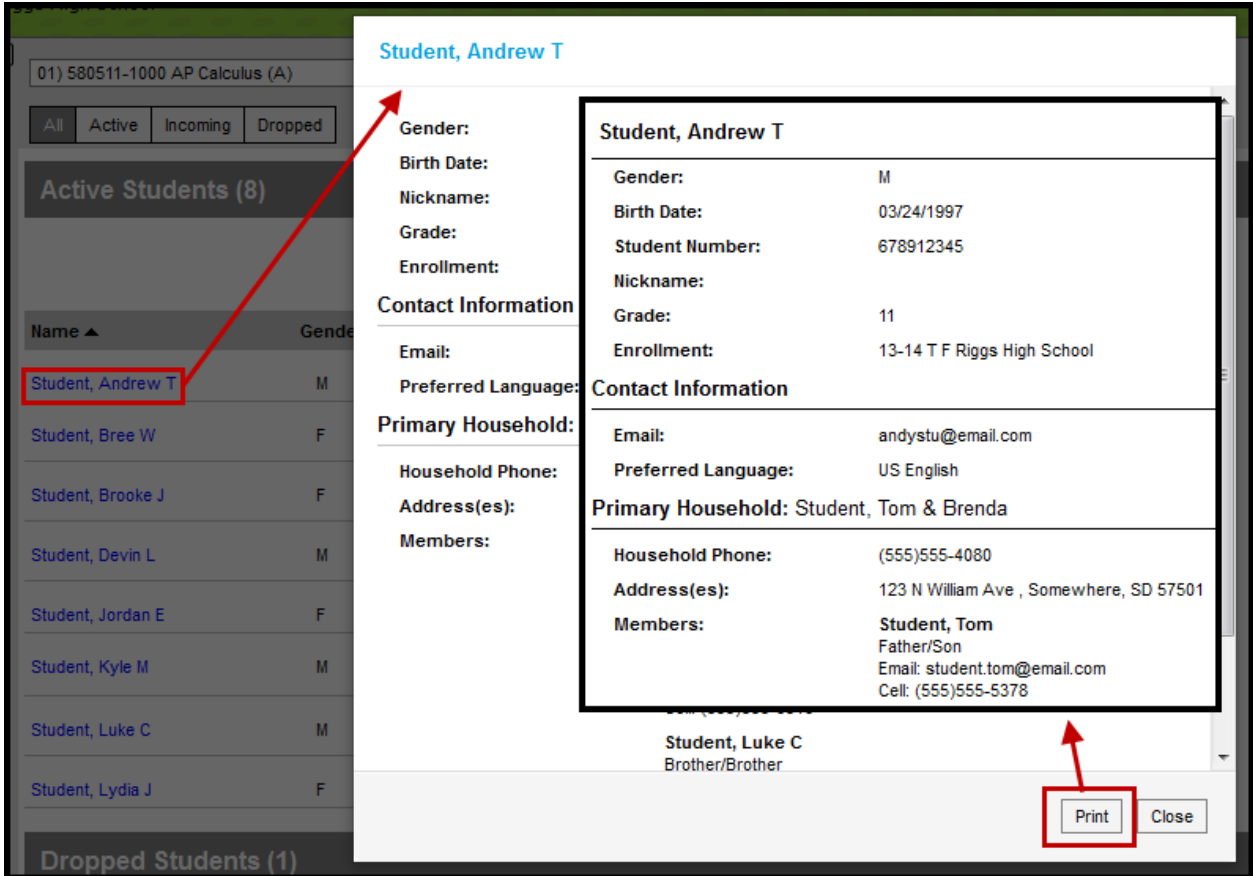 High School
01) 580511-1000 AP Calculus (A)
All Active Incoming Dropped
Active Students (8)
Name ▲ Gende
Student, Andrew T M
Student, Bree W F
Student, Brooke J F
Student, Devin L M
Student, Jordan E F
Student, Kyle M M
Student, Luke C M
Student, Lydia J F
Dropped Students (1)
Student, Andrew T
Gender:
Birth Date:
Nickname:
Grade:
Enrollment:
Contact Information
Email:
Preferred Language:
Primary Household:
Household Phone:
Address(es):
Members:
Student, Andrew T
Gender: M
Birth Date: 03/24/1997
Student Number: 678912345
Nickname:
Grade: 11
Enrollment: 13-14 T F Riggs High School
Contact Information
Email: andystu@email.com
Preferred Language: US English
Primary Household: Student, Tom & Brenda
Household Phone: (555)555-4080
Address(es): 123 N William Ave , Somewhere, SD 57501
Members: Student, Tom
Father/Son
Email: student.tom@email.com
Cell: (555)555-5378
Student, Luke C
Brother/Brother
Print Close